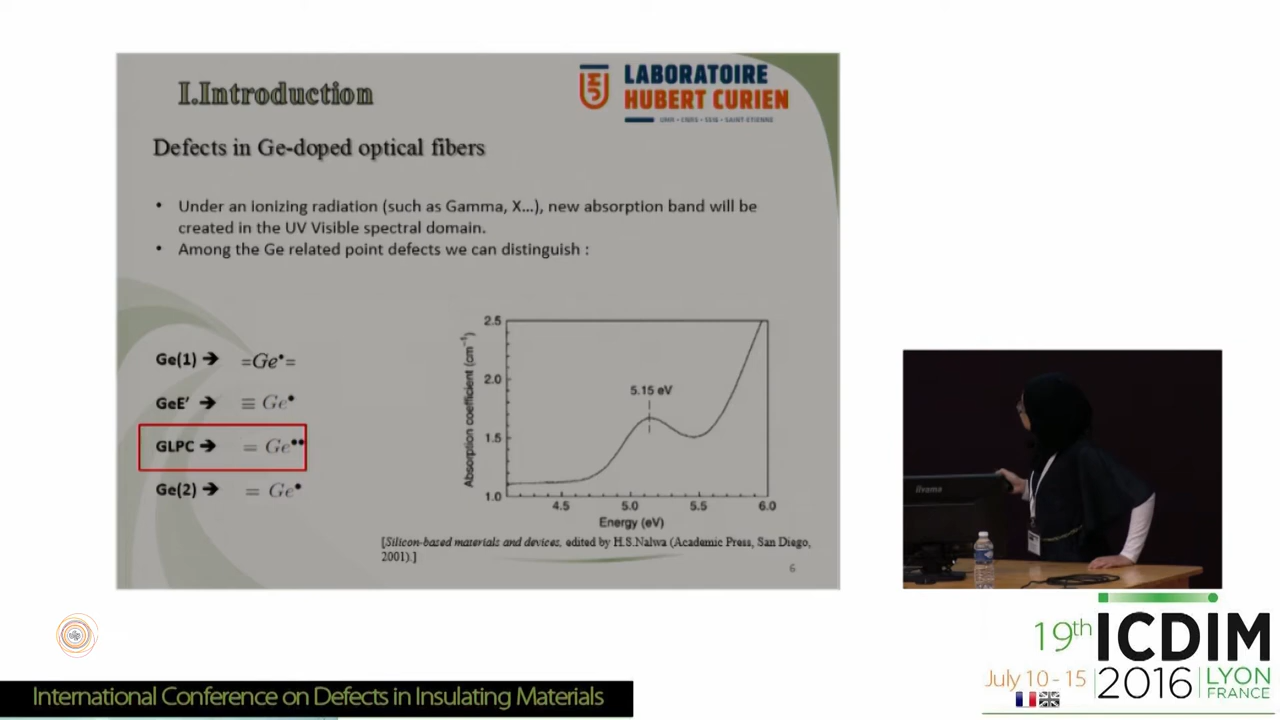 I.Introduction
LABORATOIRE
HUBERT CURIEN
UMR • CNRS • 5516 • SAINT-ETIENNE
Defects in Ge-doped optical fibers
• Under an ionizing radiation (such as Gamma, X...), new absorption band will be
created in the UV Visible spectral domain.
• Among the Ge related point defects we can distinguish :
Ge(1) → =Ge•=
GeE' → ≡ Ge•
GLPC → = Ge••
Ge(2) → = Ge•
2.5
2.0
1.5
1.0
Absorption coefficient (cm⁻¹)
5.15 eV
4.5 5.0 5.5 6.0
Energy (eV)
[Silicon-based materials and devices, edited by H.S.Nalwa (Academic Press, San Diego,
2001).]
6
iiyama
19th ICDIM
July 10 - 15 2016 LYON
FRANCE
International Conference on Defects in Insulating Materials